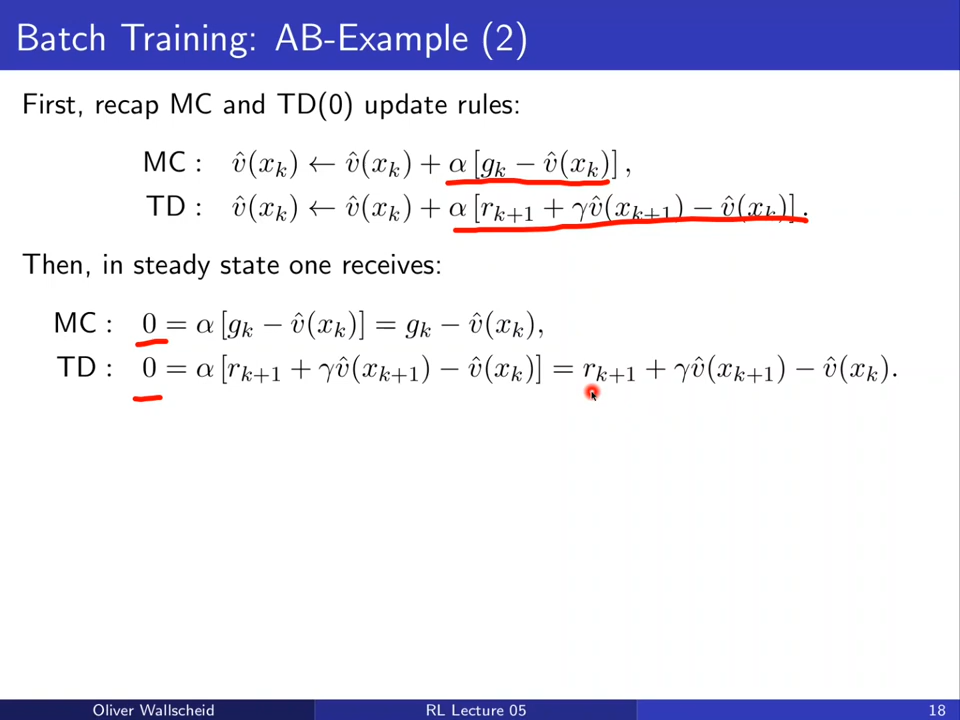 Batch Training: AB-Example (2)
First, recap MC and TD(0) update rules:
MC : v̂(x_k) ← v̂(x_k) + α [g_k − v̂(x_k)] ,
TD : v̂(x_k) ← v̂(x_k) + α [r_{k+1} + γv̂(x_{k+1}) − v̂(x_k)] .
Then, in steady state one receives:
MC : 0 = α [g_k − v̂(x_k)] = g_k − v̂(x_k),
TD : 0 = α [r_{k+1} + γv̂(x_{k+1}) − v̂(x_k)] = r_{k+1} + γv̂(x_{k+1}) − v̂(x_k).
Oliver Wallscheid RL Lecture 05 18